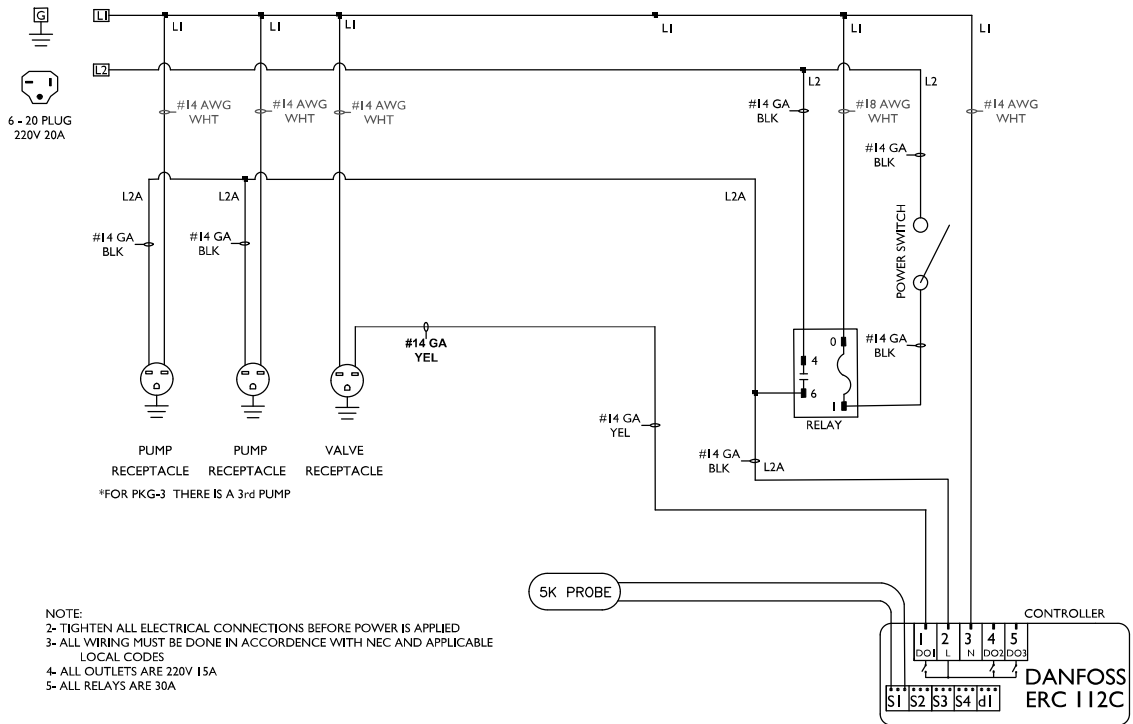 G
L1
L1
L1
L1
L1
L1
L1
L2
L2
L2
6 - 20 PLUG
220V 20A
#14 AWG
WHT
#14 AWG
WHT
#14 AWG
WHT
#14 GA
BLK
#18 AWG
WHT
#14 AWG
WHT
#14 GA
BLK
L2A
L2A
L2A
#14 GA
BLK
#14 GA
BLK
POWER SWITCH
#14 GA
YEL
#14 GA
BLK
0
4
6
1
RELAY
#14 GA
YEL
#14 GA
BLK
L2A
PUMP
RECEPTACLE
PUMP
RECEPTACLE
VALVE
RECEPTACLE
*FOR PKG-3 THERE IS A 3rd PUMP
5K PROBE
NOTE:
2- TIGHTEN ALL ELECTRICAL CONNECTIONS BEFORE POWER IS APPLIED
3- ALL WIRING MUST BE DONE IN ACCORDANCE WITH NEC AND APPLICABLE
LOCAL CODES
4- ALL OUTLETS ARE 220V 15A
5- ALL RELAYS ARE 30A
CONTROLLER
1 2 3 4 5
DO1 L N DO2 DO3
DANFOSS
ERC 112C
S1 S2 S3 S4 d1